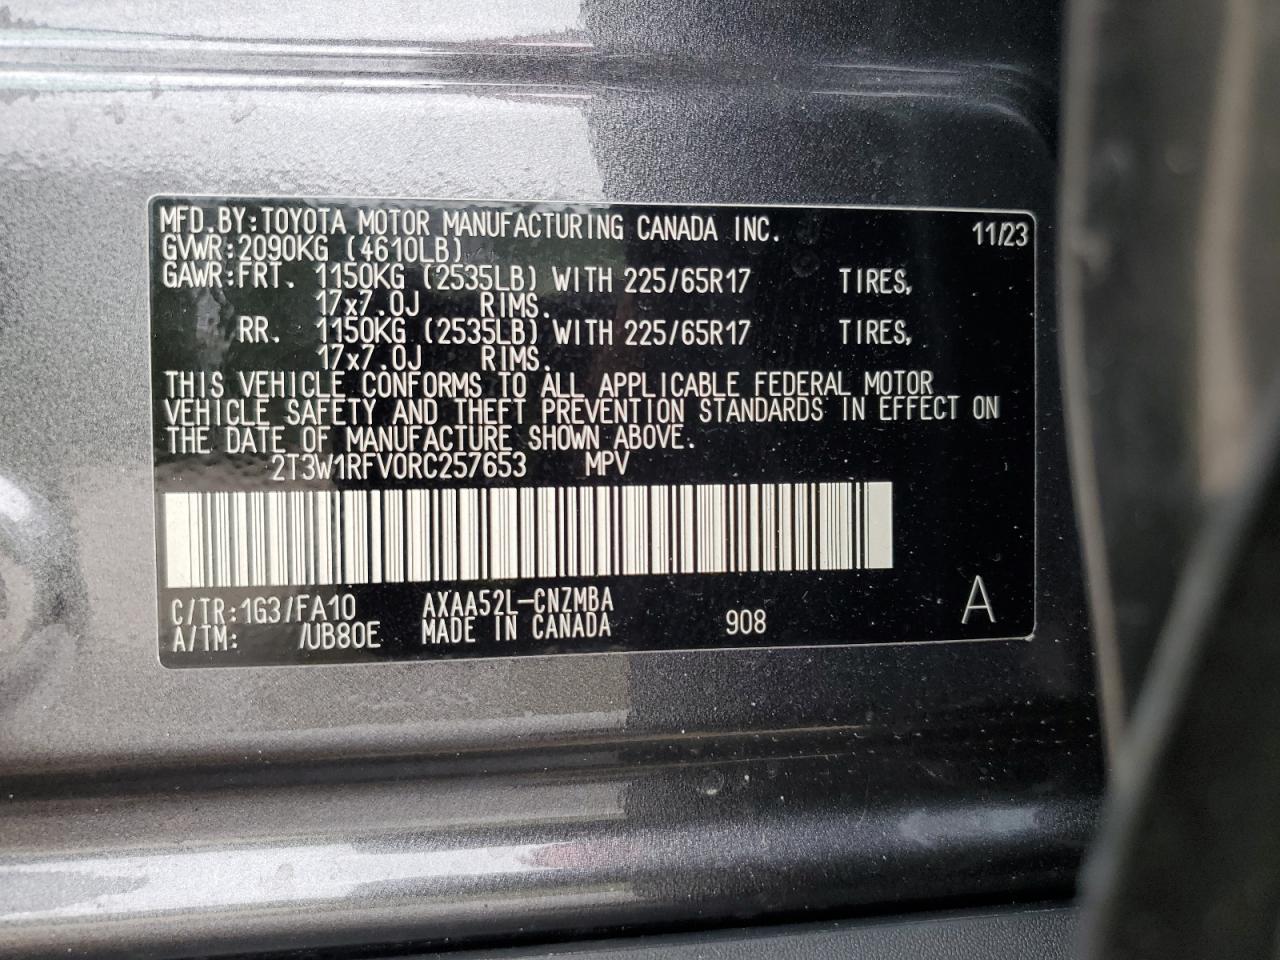 MFD.BY:TOYOTA MOTOR MANUFACTURING CANADA INC. 11/23
GVWR:2090KG (4610LB)
GAWR:FRT. 1150KG (2535LB) WITH 225/65R17 TIRES,
17x7.0J RIMS.
RR. 1150KG (2535LB) WITH 225/65R17 TIRES,
17x7.0J RIMS.
THIS VEHICLE CONFORMS TO ALL APPLICABLE FEDERAL MOTOR
VEHICLE SAFETY AND THEFT PREVENTION STANDARDS IN EFFECT ON
THE DATE OF MANUFACTURE SHOWN ABOVE.
2T3W1RFV0RC257653 MPV
C/TR:1G3/FA10 AXAA52L-CNZMBA
A/TM: /UB80E MADE IN CANADA 908 A